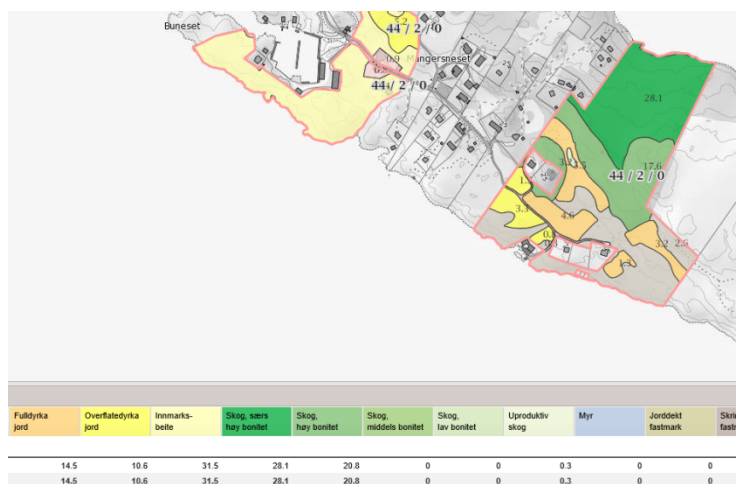 Buneset
5.2
44 / 2 / 0
0.9 Mangersneset
44 / 2 / 0
28.1
17.6
44 / 2 / 0
3.3
4.6
3.2
1.3
Fulldyrka jord
Overflatedyrka jord
Innmarks-beite
Skog, særs høy bonitet
Skog, høy bonitet
Skog, middels bonitet
Skog, lav bonitet
Uproduktiv skog
Myr
Jorddekt fastmark
14.5 10.6 31.5 28.1 20.8 0 0 0.3 0 0
14.5 10.6 31.5 28.1 20.8 0 0 0.3 0 0